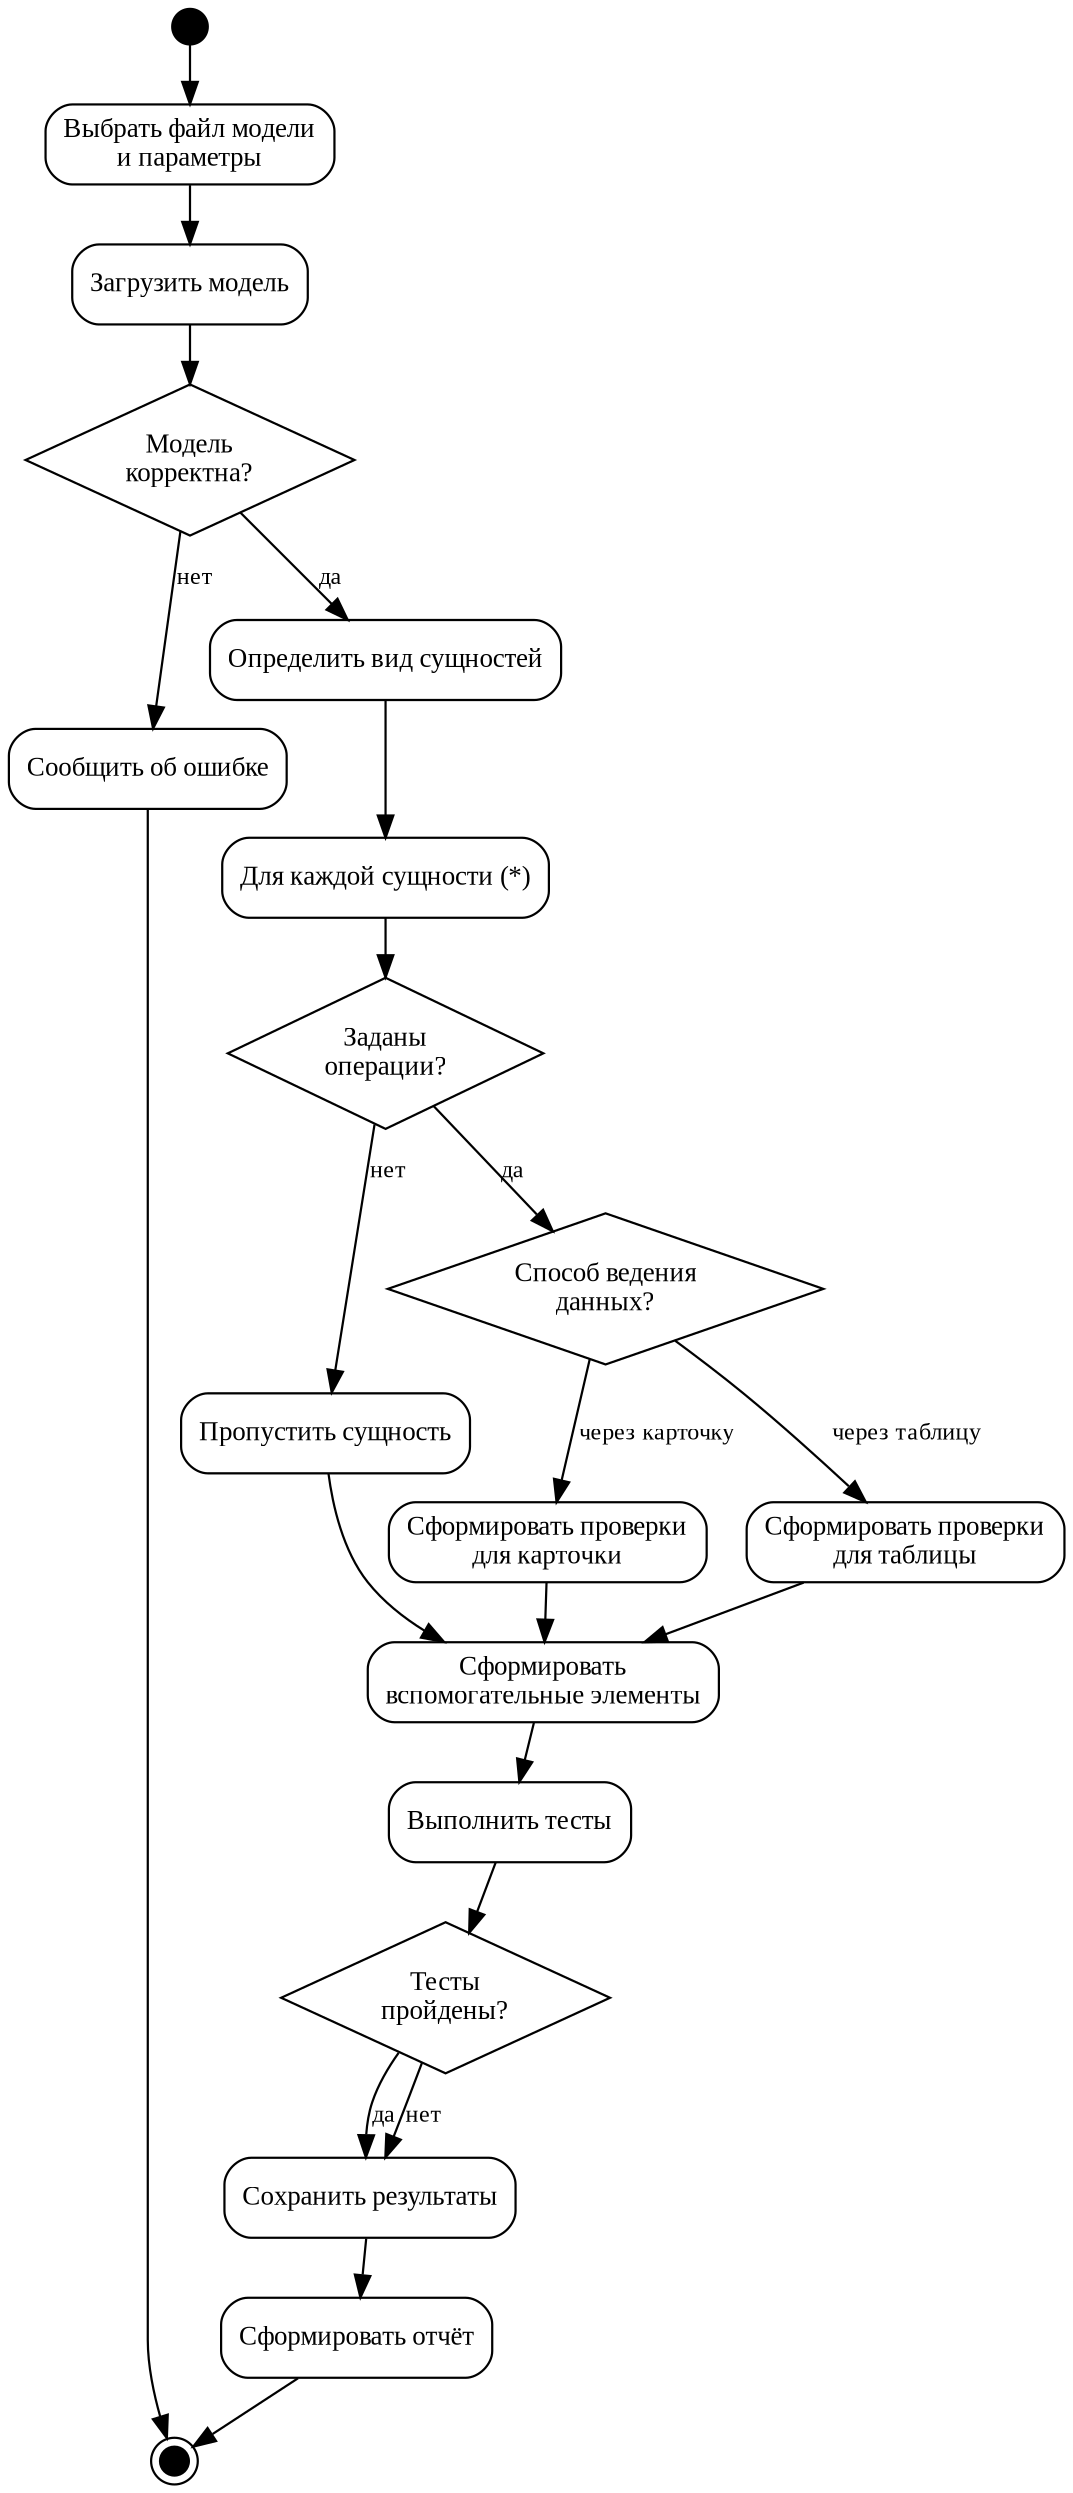 Выбрать файл модели
и параметры
Загрузить модель
Модель
корректна?
нет
да
Определить вид сущностей
Сообщить об ошибке
Для каждой сущности (*)
Заданы
операции?
нет
да
Способ ведения
данных?
через карточку
через таблицу
Пропустить сущность
Сформировать проверки
для карточки
Сформировать проверки
для таблицы
Сформировать
вспомогательные элементы
Выполнить тесты
Тесты
пройдены?
да
нет
Сохранить результаты
Сформировать отчёт